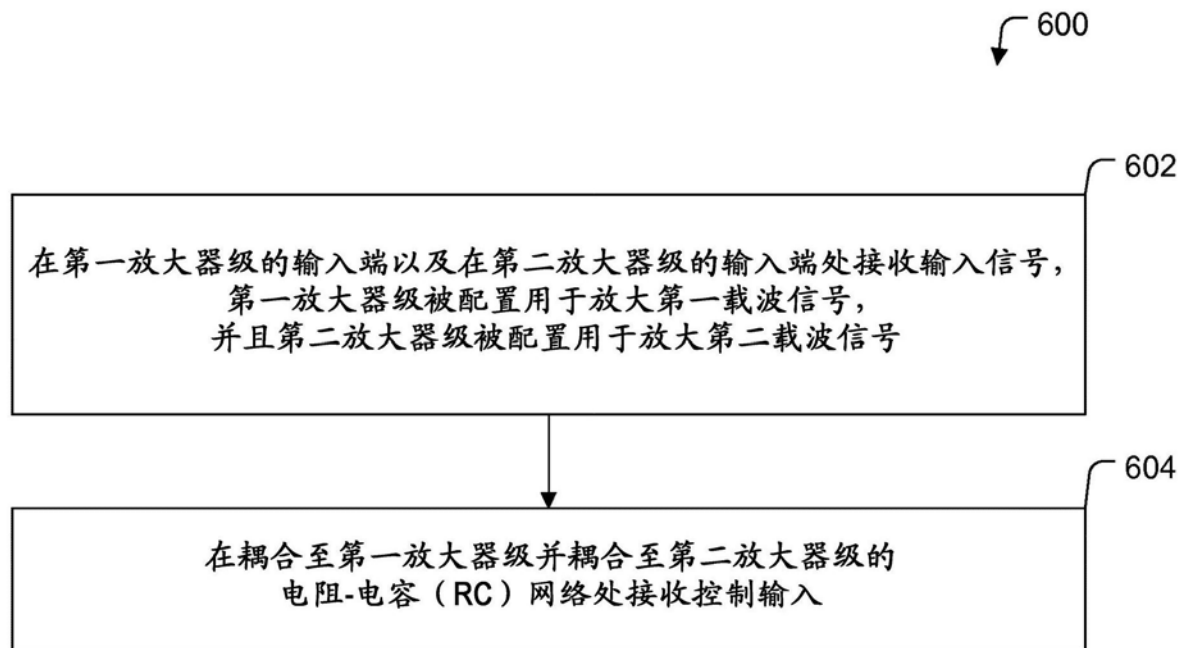 600
602
在第一放大器级的输入端以及在第二放大器级的输入端处接收输入信号，
第一放大器级被配置用于放大第一载波信号，
并且第二放大器级被配置用于放大第二载波信号
604
在耦合至第一放大器级并耦合至第二放大器级的
电阻-电容（RC）网络处接收控制输入